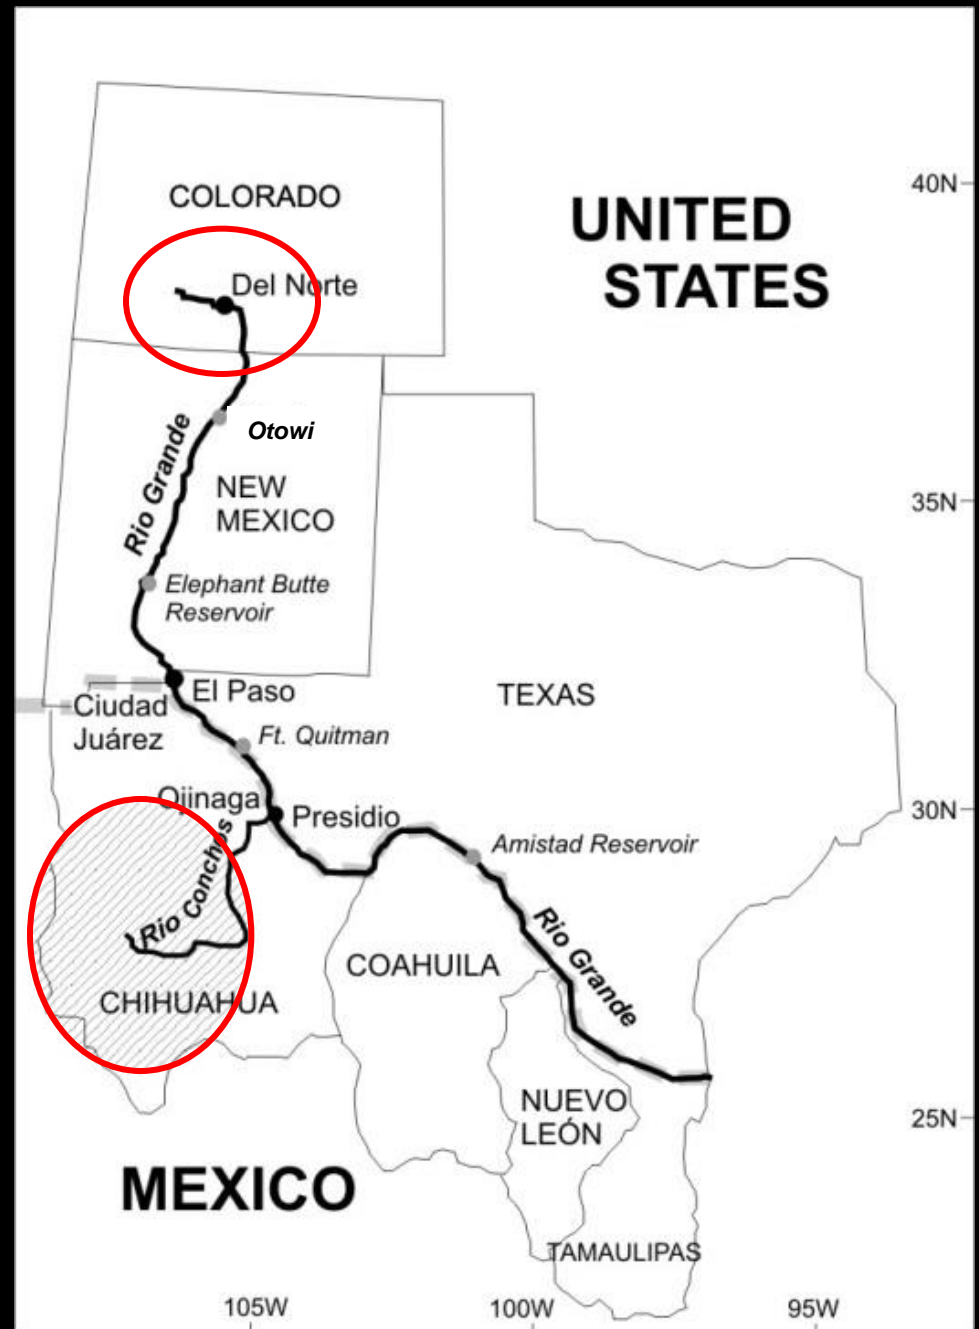 40N
COLORADO
UNITED
STATES
Del Norte
Otowi
Rio Grande
NEW
MEXICO
35N
Elephant Butte
Reservoir
El Paso
TEXAS
Ciudad
Juárez
Ft. Quitman
Ojinaga
Presidio
30N
Amistad Reservoir
Rio Conchos
Rio Grande
COAHUILA
CHIHUAHUA
NUEVO
LEÓN
25N
MEXICO
TAMAULIPAS
105W
100W
95W